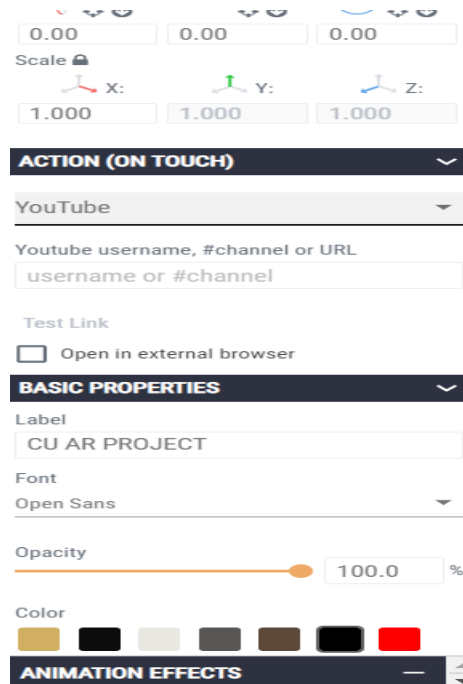 0.00 0.00 0.00
Scale
X: Y: Z:
1.000 1.000 1.000
ACTION (ON TOUCH)
YouTube
Youtube username, #channel or URL
username or #channel
Test Link
Open in external browser
BASIC PROPERTIES
Label
CU AR PROJECT
Font
Open Sans
Opacity
100.0 %
Color
ANIMATION EFFECTS